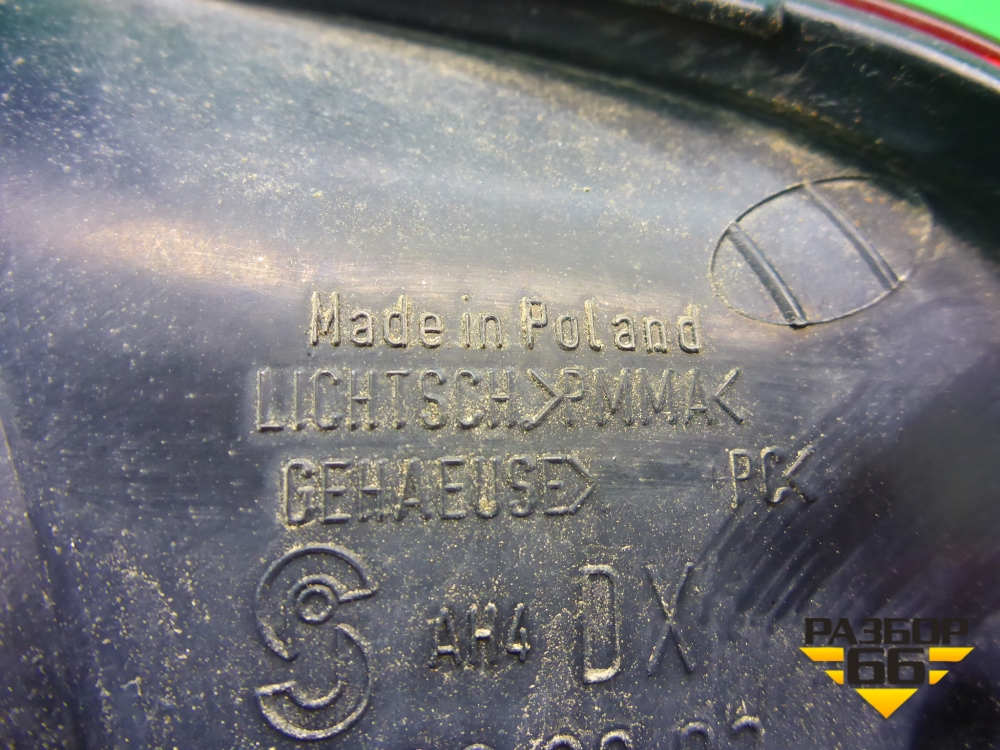 Made in Poland
LICHTSCH.>PMMA<
GEHAEUSE> PC<
AH4 DX
РАЗБОР
66